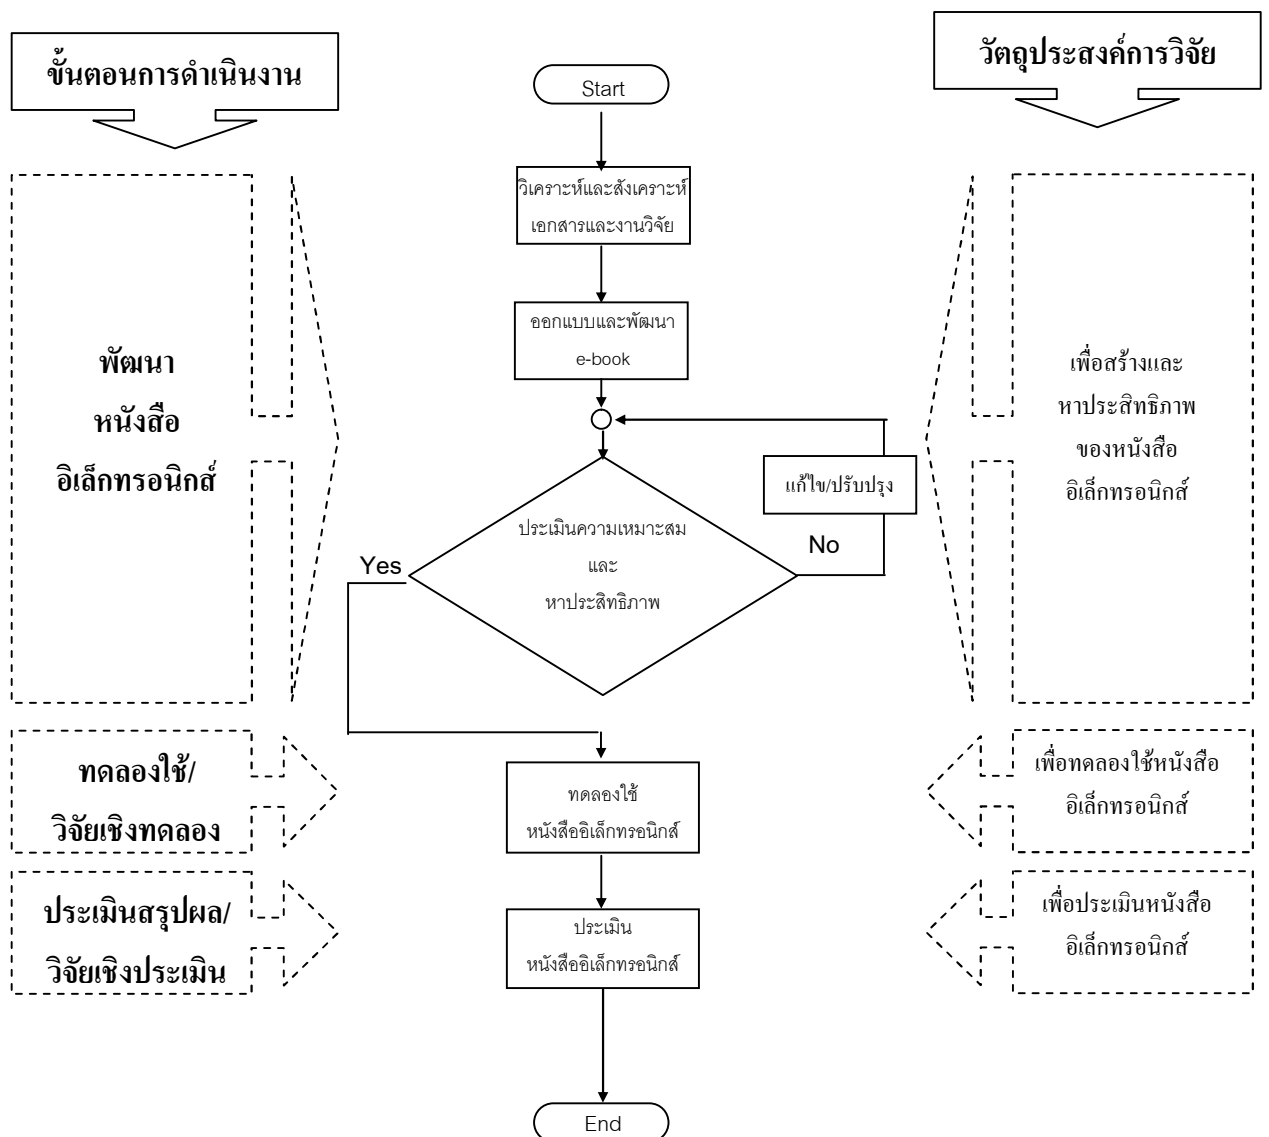 ขั้นตอนการดำเนินงาน
วัตถุประสงค์การวิจัย
Start
วิเคราะห์และสังเคราะห์
เอกสารและงานวิจัย
ออกแบบและพัฒนา
e-book
พัฒนา
หนังสือ
อิเล็กทรอนิกส์
เพื่อสร้างและ
หาประสิทธิภาพ
ของหนังสือ
อิเล็กทรอนิกส์
แก้ไข/ปรับปรุง
ประเมินความเหมาะสม
และ
หาประสิทธิภาพ
Yes
No
ทดลองใช้/
วิจัยเชิงทดลอง
ทดลองใช้
หนังสืออิเล็กทรอนิกส์
เพื่อทดลองใช้หนังสือ
อิเล็กทรอนิกส์
ประเมินสรุปผล/
วิจัยเชิงประเมิน
ประเมิน
หนังสืออิเล็กทรอนิกส์
เพื่อประเมินหนังสือ
อิเล็กทรอนิกส์
End